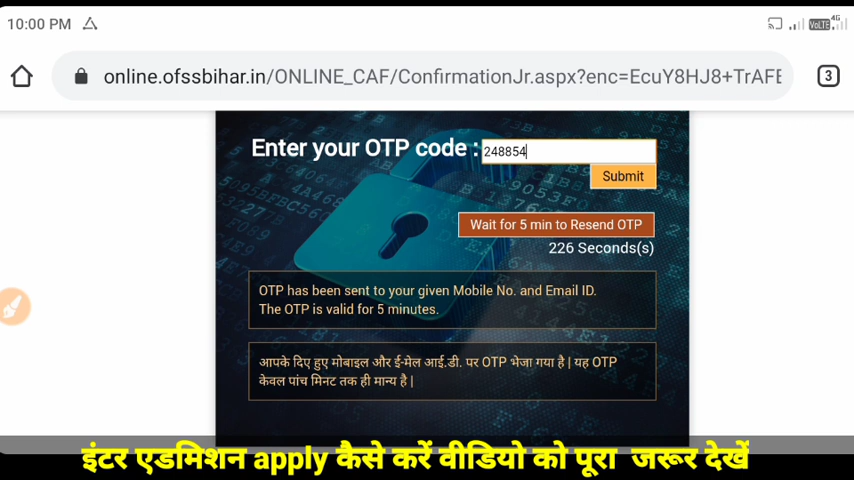 10:00 PM
4G
VoLTE
online.ofssbihar.in/ONLINE_CAF/ConfirmationJr.aspx?enc=EcuY8HJ8+TrAFE
3
Enter your OTP code :
248854
Submit
Wait for 5 min to Resend OTP
226 Seconds(s)
OTP has been sent to your given Mobile No. and Email ID.
The OTP is valid for 5 minutes.
आपके दिए हुए मोबाइल और ई-मेल आई.डी. पर OTP भेजा गया है | यह OTP
केवल पांच मिनट तक ही मान्य है |
इंटर एडमिशन apply कैसे करें वीडियो को पूरा जरूर देखें